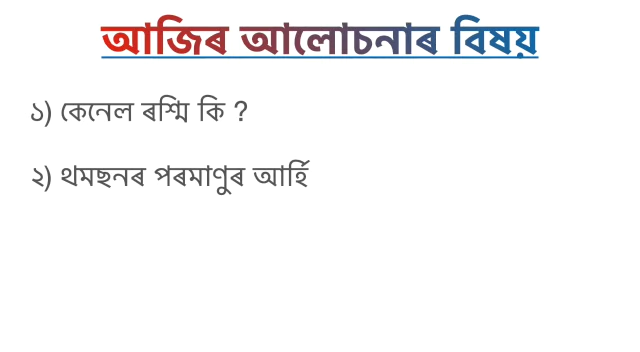 আজিৰ আলোচনাৰ বিষয়
১) কেনেল ৰশ্মি কি ?
২) থমছনৰ পৰমাণুৰ আৰ্হি